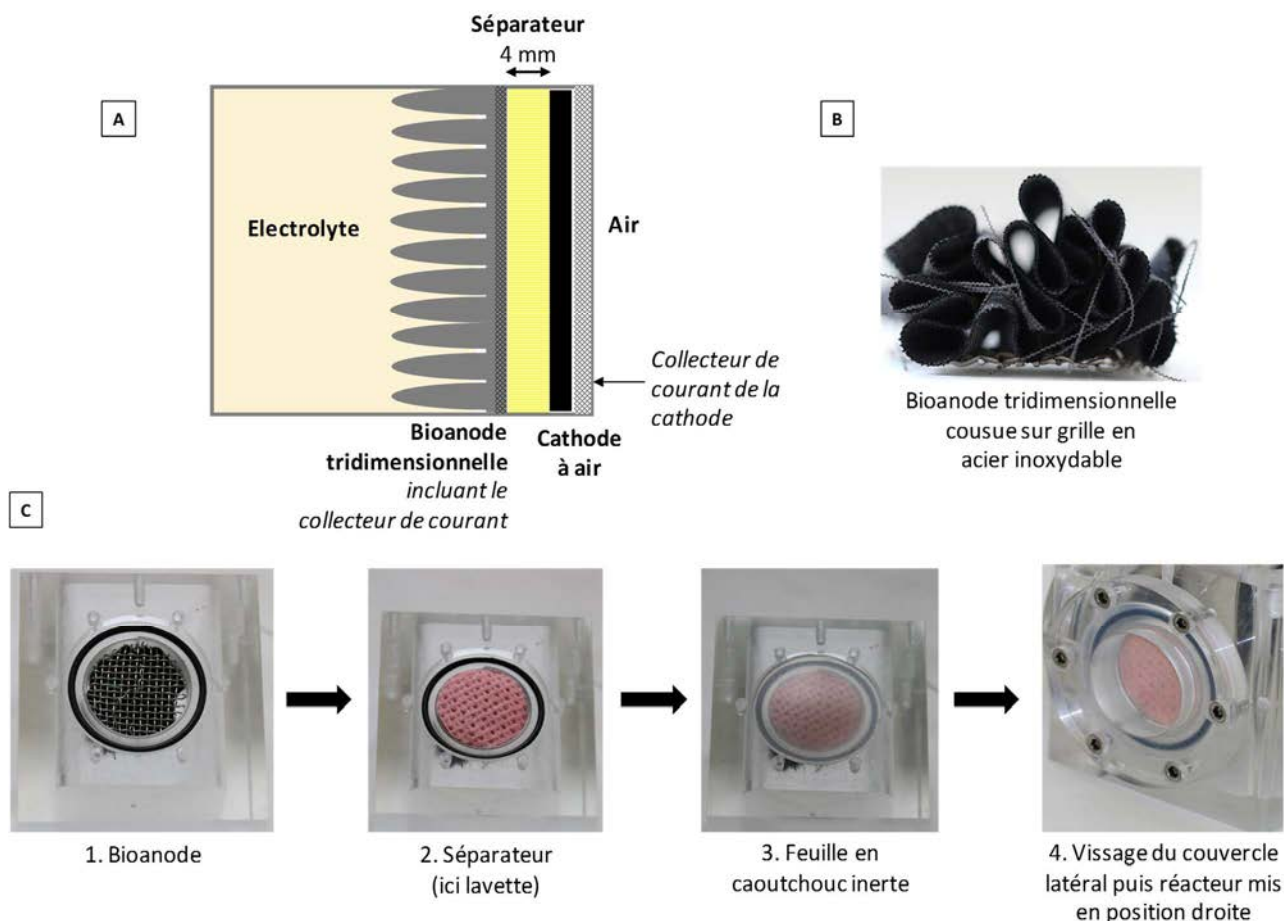 Séparateur
4 mm
A
B
Electrolyte
Air
Collecteur de
courant de la
cathode
Bioanode
tridimensionnelle
incluant le
collecteur de courant
Cathode
à air
Bioanode tridimensionnelle
cousue sur grille en
acier inoxydable
C
1. Bioanode
2. Séparateur
(ici lavette)
3. Feuille en
caoutchouc inerte
4. Vissage du couvercle
latéral puis réacteur mis
en position droite